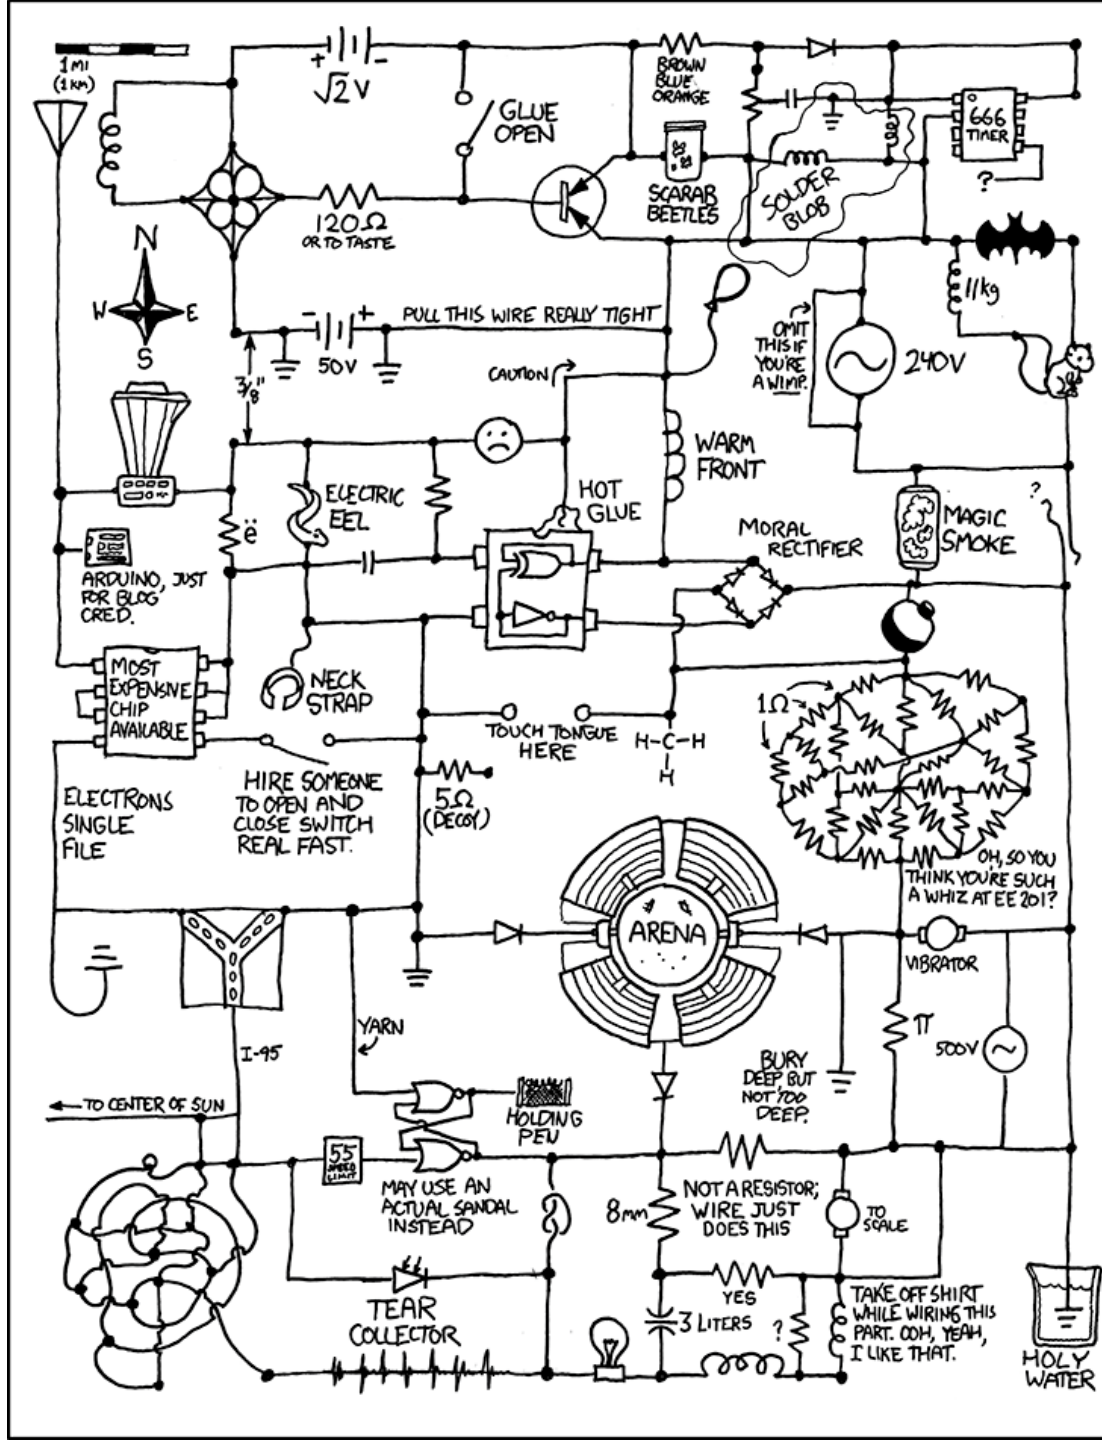 1 MI
(1 KM)
+ -
√2 V
GLUE
OPEN
BROWN
BLUE
ORANGE
666
TIMER
?
120Ω
OR TO TASTE
SCARAB
BEETLES
SOLDER
BLOB
N
W E
S
11kg
- +
50V
PULL THIS WIRE REALLY TIGHT
OMIT
THIS IF
YOU'RE
A WIMP.
240V
3/8"
CAUTION
WARM
FRONT
ELECTRIC
EEL
HOT
GLUE
ë
MORAL
RECTIFIER
MAGIC
SMOKE
?
ARDUINO, JUST
FOR BLOG
CRED.
MOST
EXPENSIVE
CHIP
AVAILABLE
NECK
STRAP
1Ω
TOUCH TONGUE
HERE
H-C-H
H
HIRE SOMEONE
TO OPEN AND
CLOSE SWITCH
REAL FAST.
5Ω
(DECOY)
ELECTRONS
SINGLE
FILE
OH, SO YOU
THINK YOU'RE SUCH
A WHIZ AT EE 201?
ARENA
VIBRATOR
YARN
I-95
π
500V
BURY
DEEP, BUT
NOT TOO
DEEP.
TO CENTER OF SUN
HOLDING
PEN
55
SPEED
LIMIT
MAY USE AN
ACTUAL SANDAL
INSTEAD
8mm
NOT A RESISTOR;
WIRE JUST
DOES THIS
TO
SCALE
TEAR
COLLECTOR
YES
3 LITERS
?
TAKE OFF SHIRT
WHILE WIRING THIS
PART. OOH, YEAH,
I LIKE THAT.
HOLY
WATER